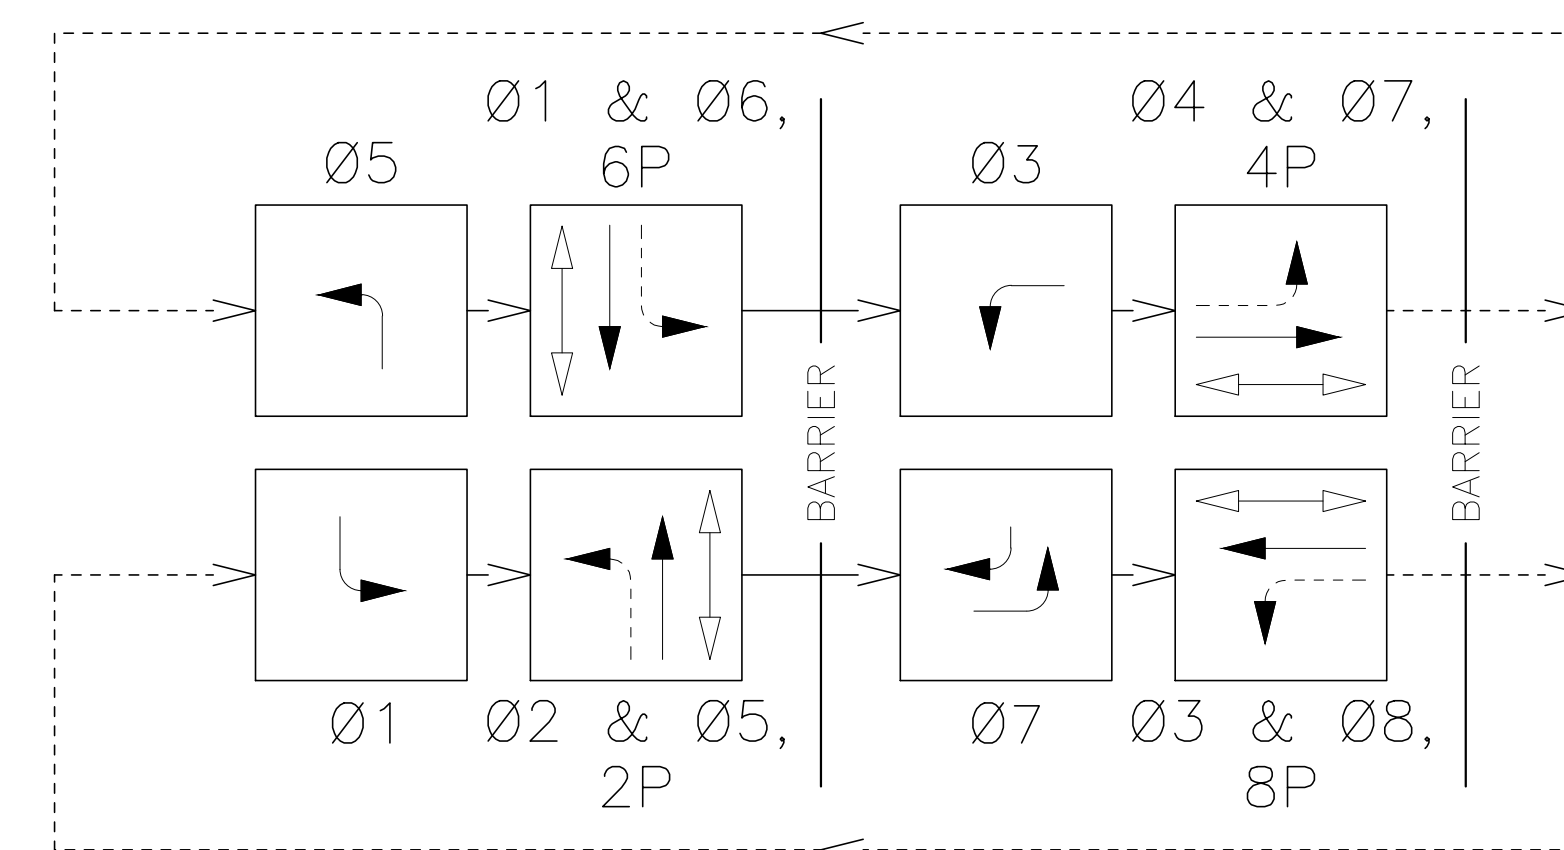 Ø1 & Ø6,
6P
Ø4 & Ø7,
4P
Ø5
Ø3
BARRIER
BARRIER
Ø1
Ø2 & Ø5,
2P
Ø7
Ø3 & Ø8,
8P